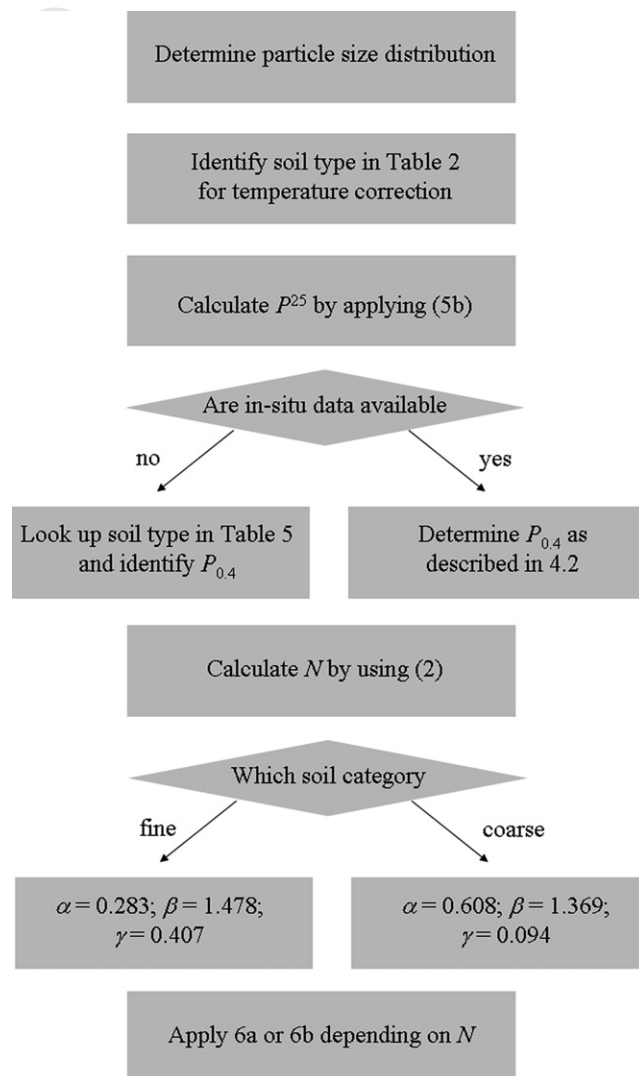 Determine particle size distribution
Identify soil type in Table 2
for temperature correction
Calculate P²⁵ by applying (5b)
Are in-situ data available
no
yes
Look up soil type in Table 5
and identify P₀.₄
Determine P₀.₄ as
described in 4.2
Calculate N by using (2)
Which soil category
fine
coarse
α = 0.283; β = 1.478;
γ = 0.407
α = 0.608; β = 1.369;
γ = 0.094
Apply 6a or 6b depending on N